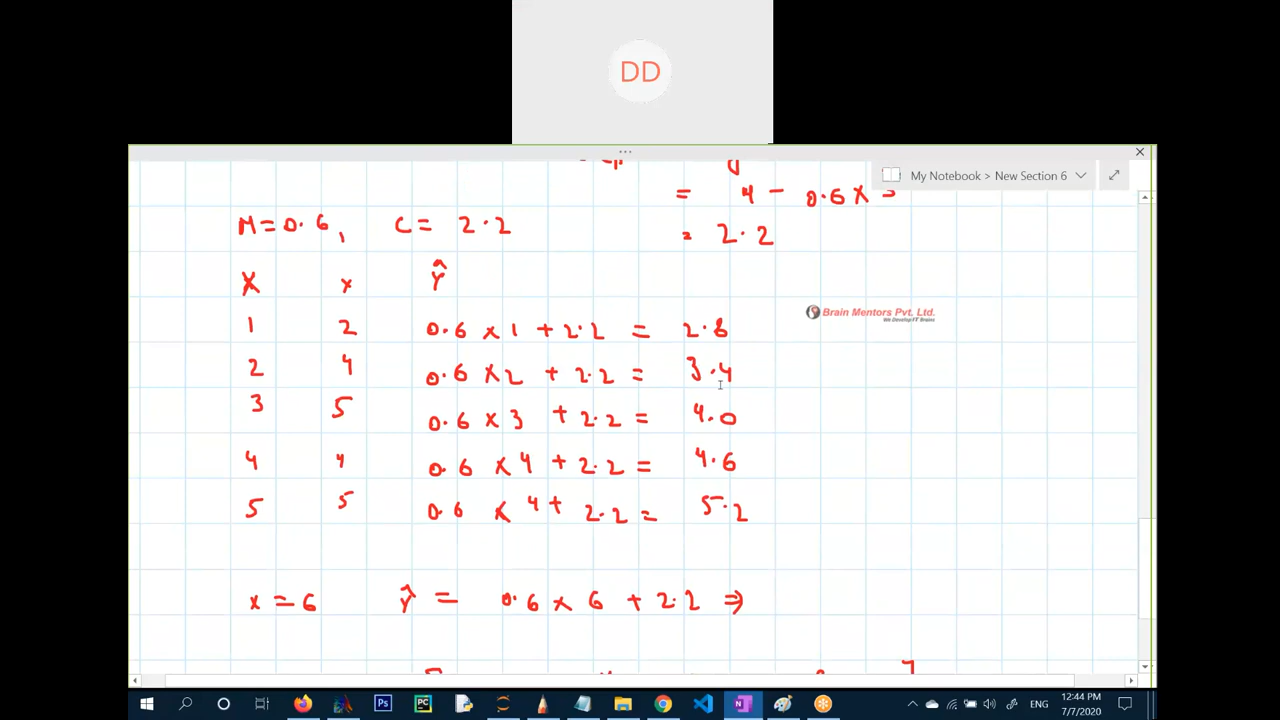 DD
My Notebook > New Section 6
= 4 - 0.6 x 3
M=0.6, C= 2.2
= 2.2
X x Ŷ
Brain Mentors Pvt. Ltd.
We Develop IT Brains
1 2 0.6 x 1 + 2.2 = 2.8
2 4 0.6 x 2 + 2.2 = 3.4
3 5 0.6 x 3 + 2.2 = 4.0
4 4 0.6 x 4 + 2.2 = 4.6
5 5 0.6 x 4 + 2.2 = 5.2
x = 6 Ŷ = 0.6 x 6 + 2.2 ⇒
12:44 PM
ENG
7/7/2020